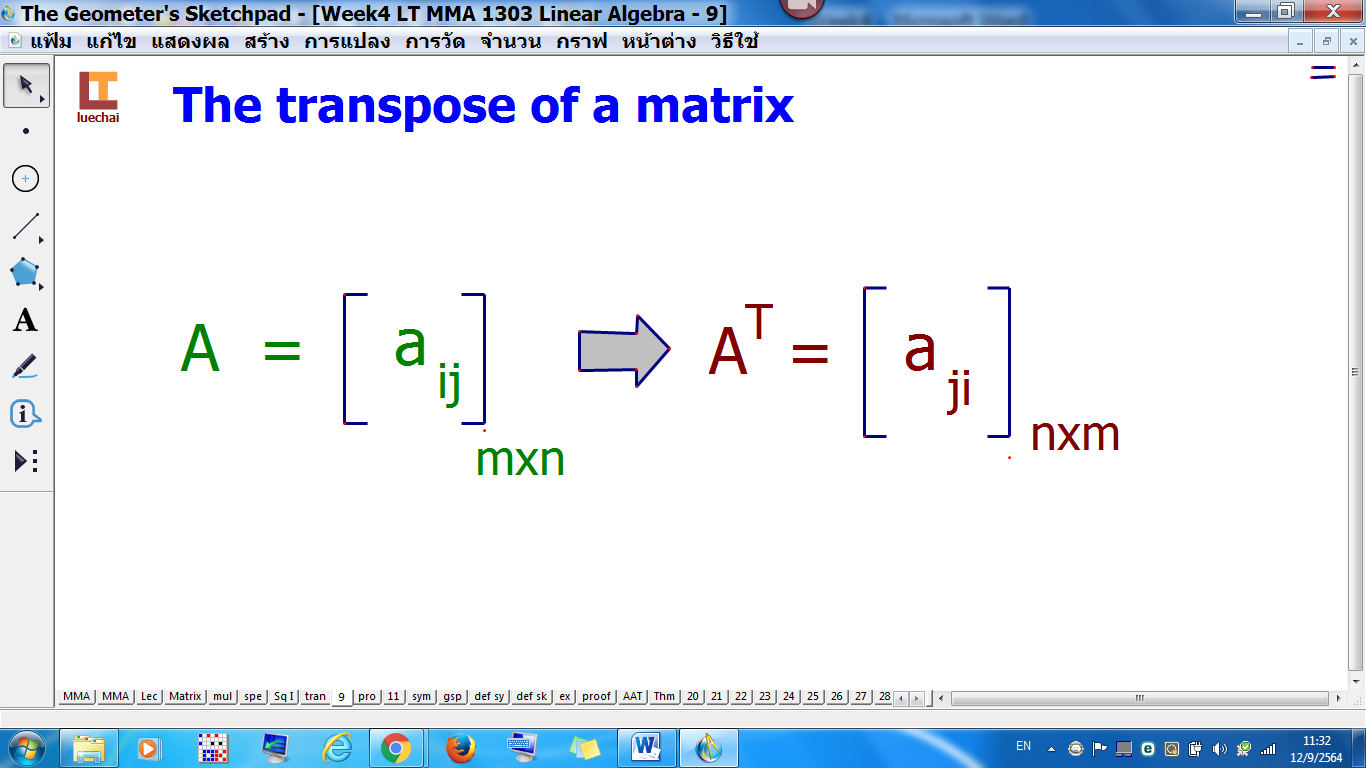 The Geometer's Sketchpad - [Week4 LT MMA 1303 Linear Algebra - 9]
แฟ้ม แก้ไข แสดงผล สร้าง การแปลง การวัด จำนวน กราฟ หน้าต่าง วิธีใช้
LT
luechai
The transpose of a matrix
A = [ a ij ] mxn
A T = [ a ji ] nxm
A
MMA MMA Lec Matrix mul spe Sq I tran 9 pro 11 sym gsp def sy def sk ex proof AAT Thm 20 21 22 23 24 25 26 27 28
EN
11:32
12/9/2564